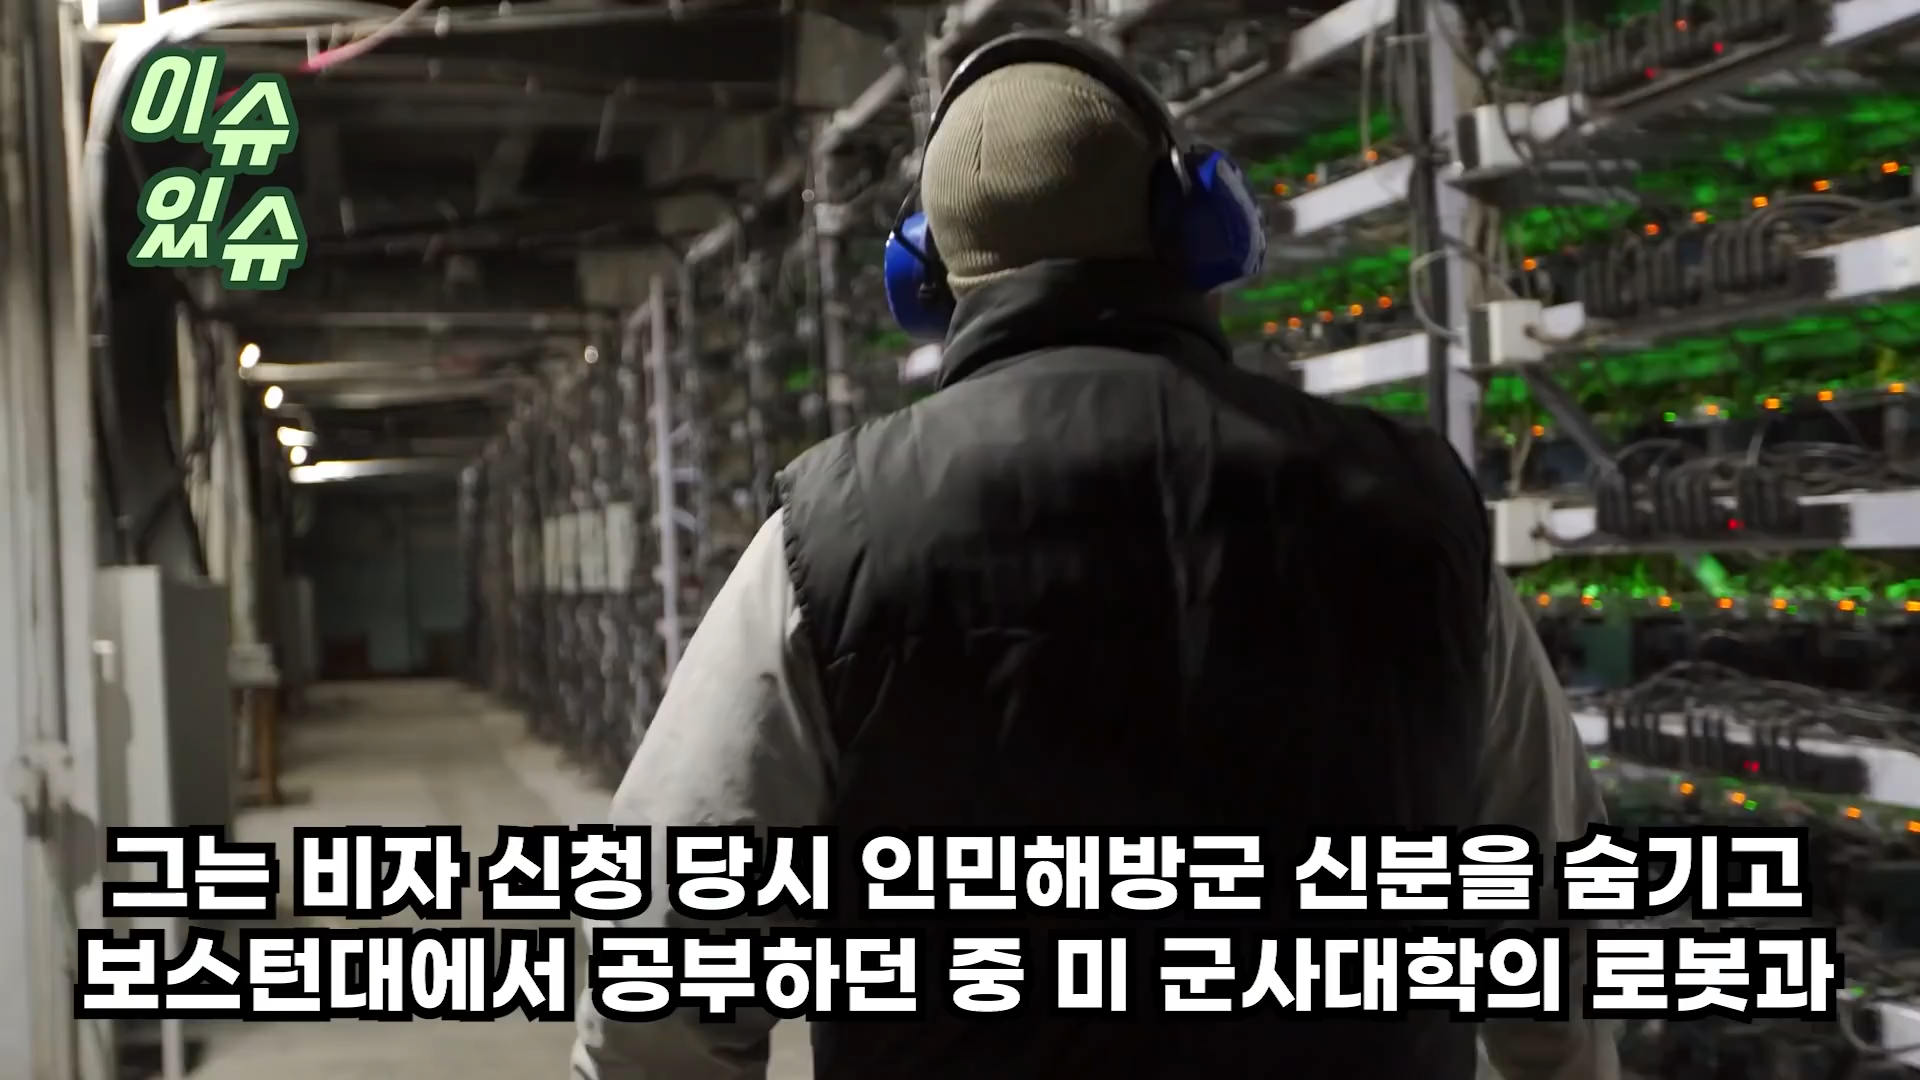 이슈
있슈
그는 비자 신청 당시 인민해방군 신분을 숨기고
보스턴대에서 공부하던 중 미 군사대학의 로봇과